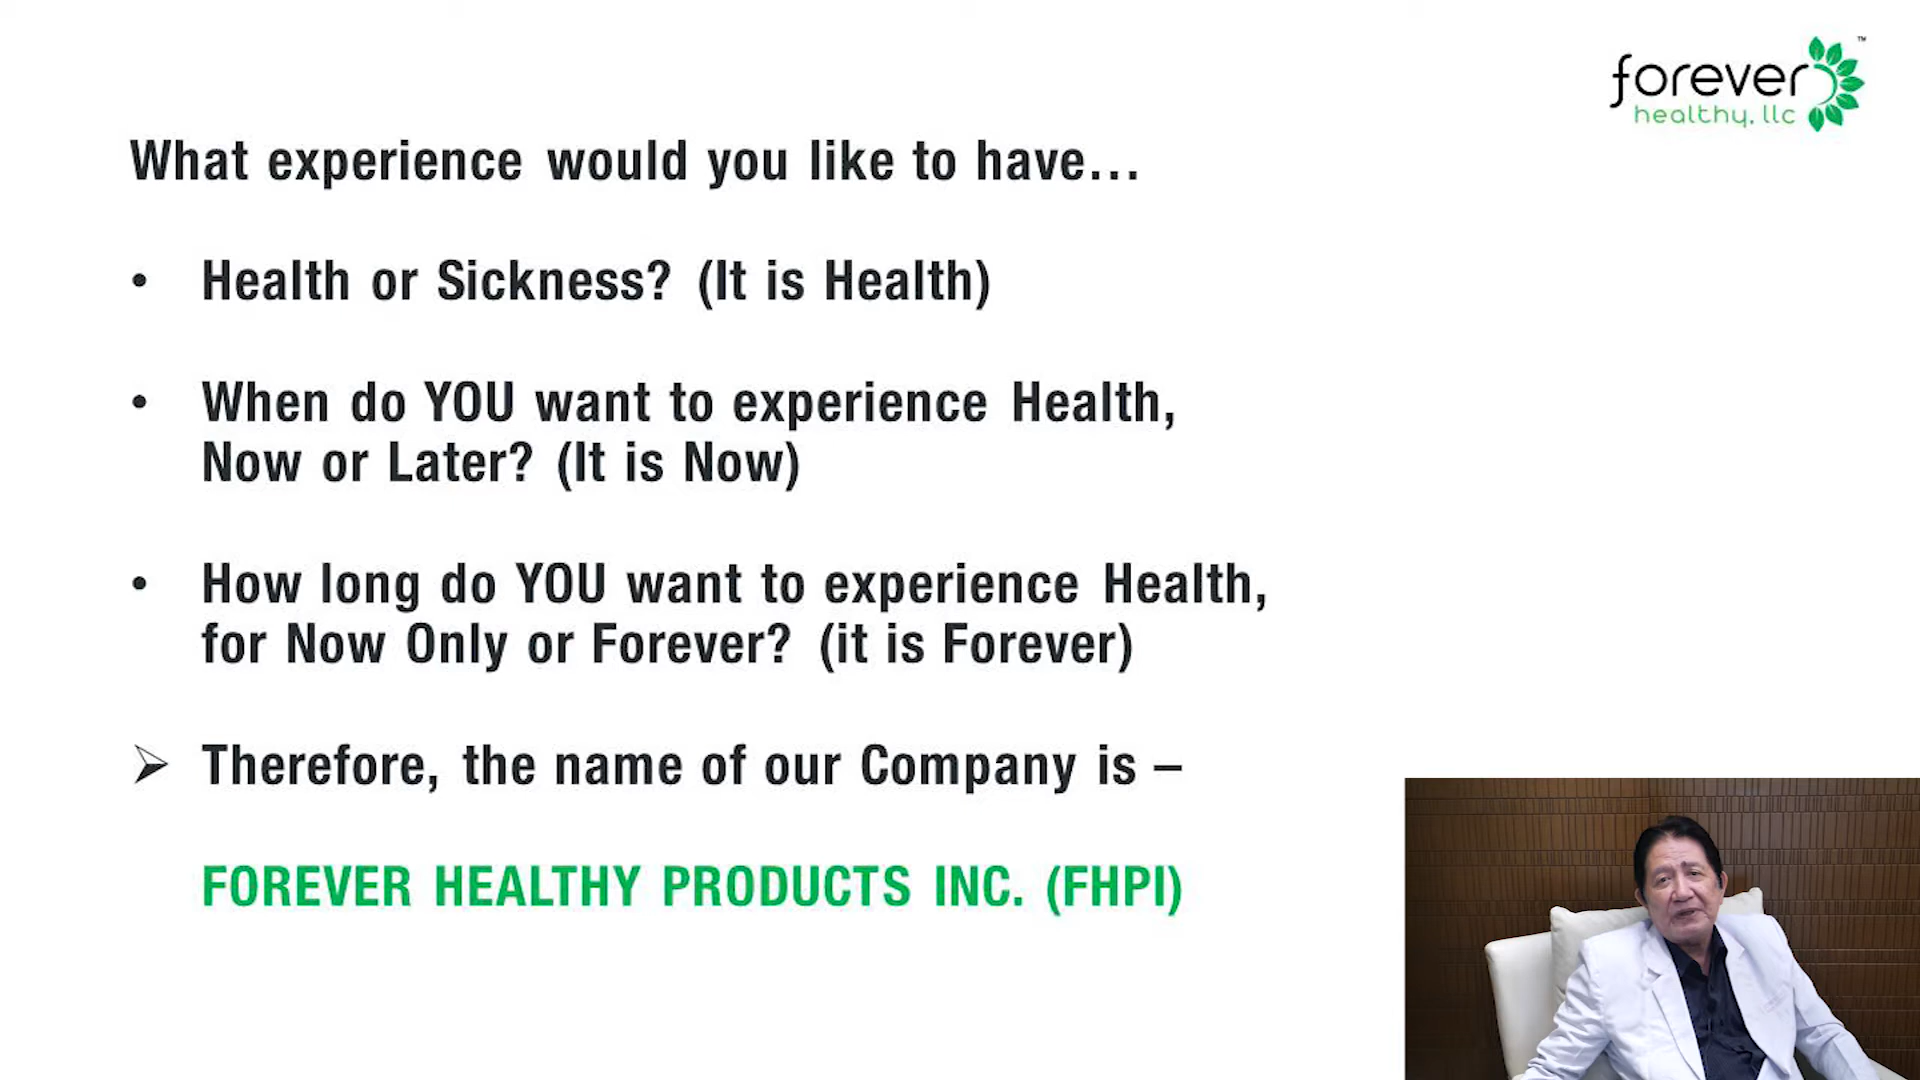 forever™
healthy, llc
What experience would you like to have...
• Health or Sickness? (It is Health)
• When do YOU want to experience Health,
Now or Later? (It is Now)
• How long do YOU want to experience Health,
for Now Only or Forever? (it is Forever)
➢ Therefore, the name of our Company is –
FOREVER HEALTHY PRODUCTS INC. (FHPI)